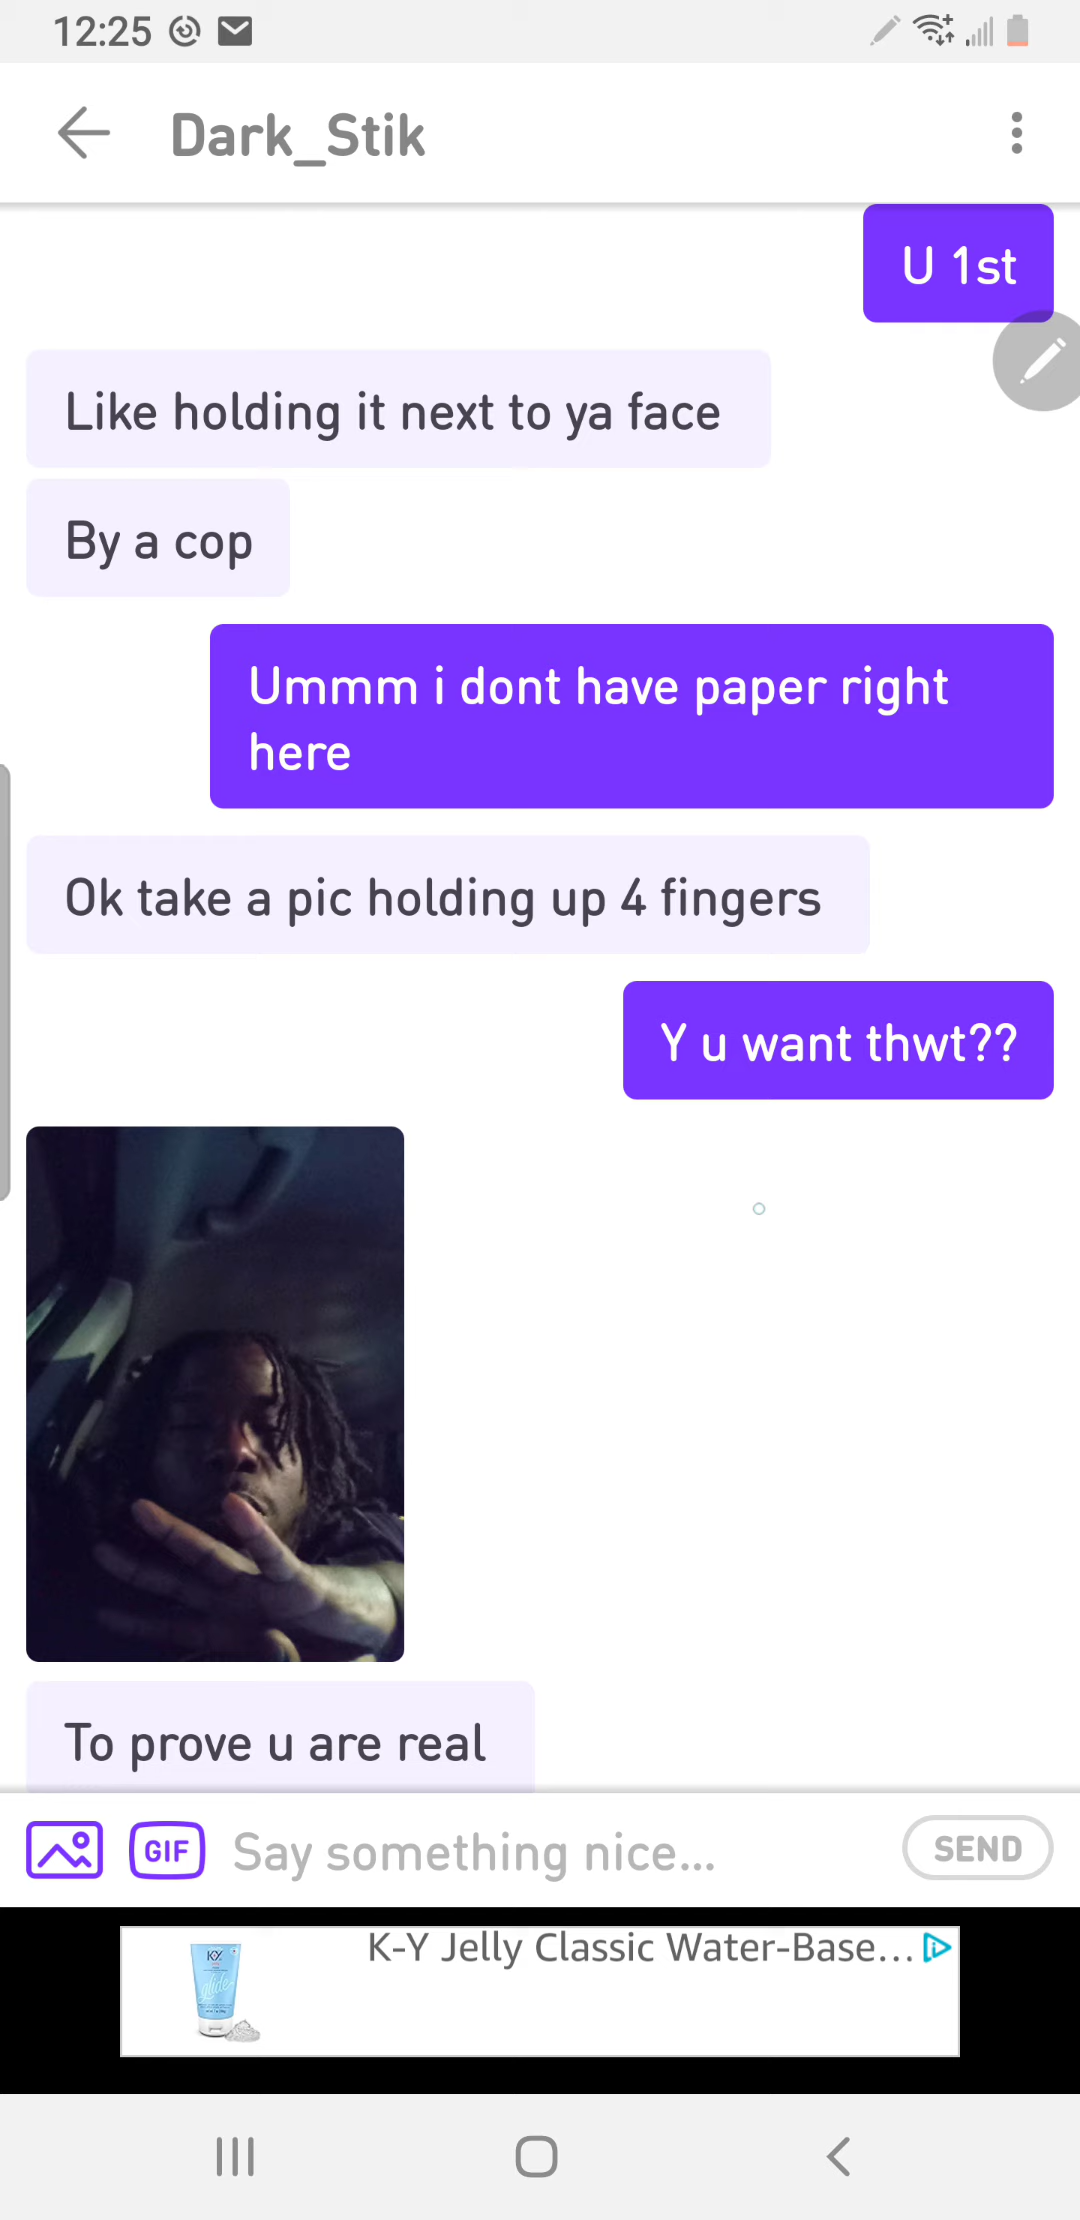 12:25
Dark_Stik
U 1st
Like holding it next to ya face
By a cop
Ummm i dont have paper right
here
Ok take a pic holding up 4 fingers
Y u want thwt??
To prove u are real
GIF
Say something nice...
SEND
K-Y Jelly Classic Water-Base...
KY
glide